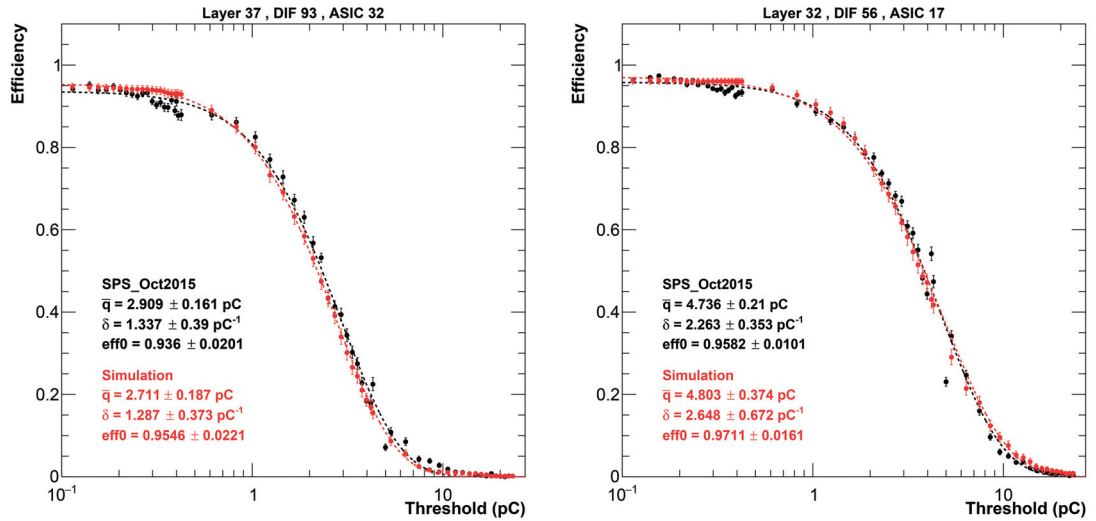 Layer 37 , DIF 93 , ASIC 32
Efficiency
1
0.8
0.6
0.4
0.2
0
SPS_Oct2015
q̅ = 2.909 ± 0.161 pC
δ = 1.337 ± 0.39 pC⁻¹
eff0 = 0.936 ± 0.0201
Simulation
q̅ = 2.711 ± 0.187 pC
δ = 1.287 ± 0.373 pC⁻¹
eff0 = 0.9546 ± 0.0221
10⁻¹ 1 10
Threshold (pC)
Layer 32 , DIF 56 , ASIC 17
Efficiency
1
0.8
0.6
0.4
0.2
0
SPS_Oct2015
q̅ = 4.736 ± 0.21 pC
δ = 2.263 ± 0.353 pC⁻¹
eff0 = 0.9582 ± 0.0101
Simulation
q̅ = 4.803 ± 0.374 pC
δ = 2.648 ± 0.672 pC⁻¹
eff0 = 0.9711 ± 0.0161
10⁻¹ 1 10
Threshold (pC)